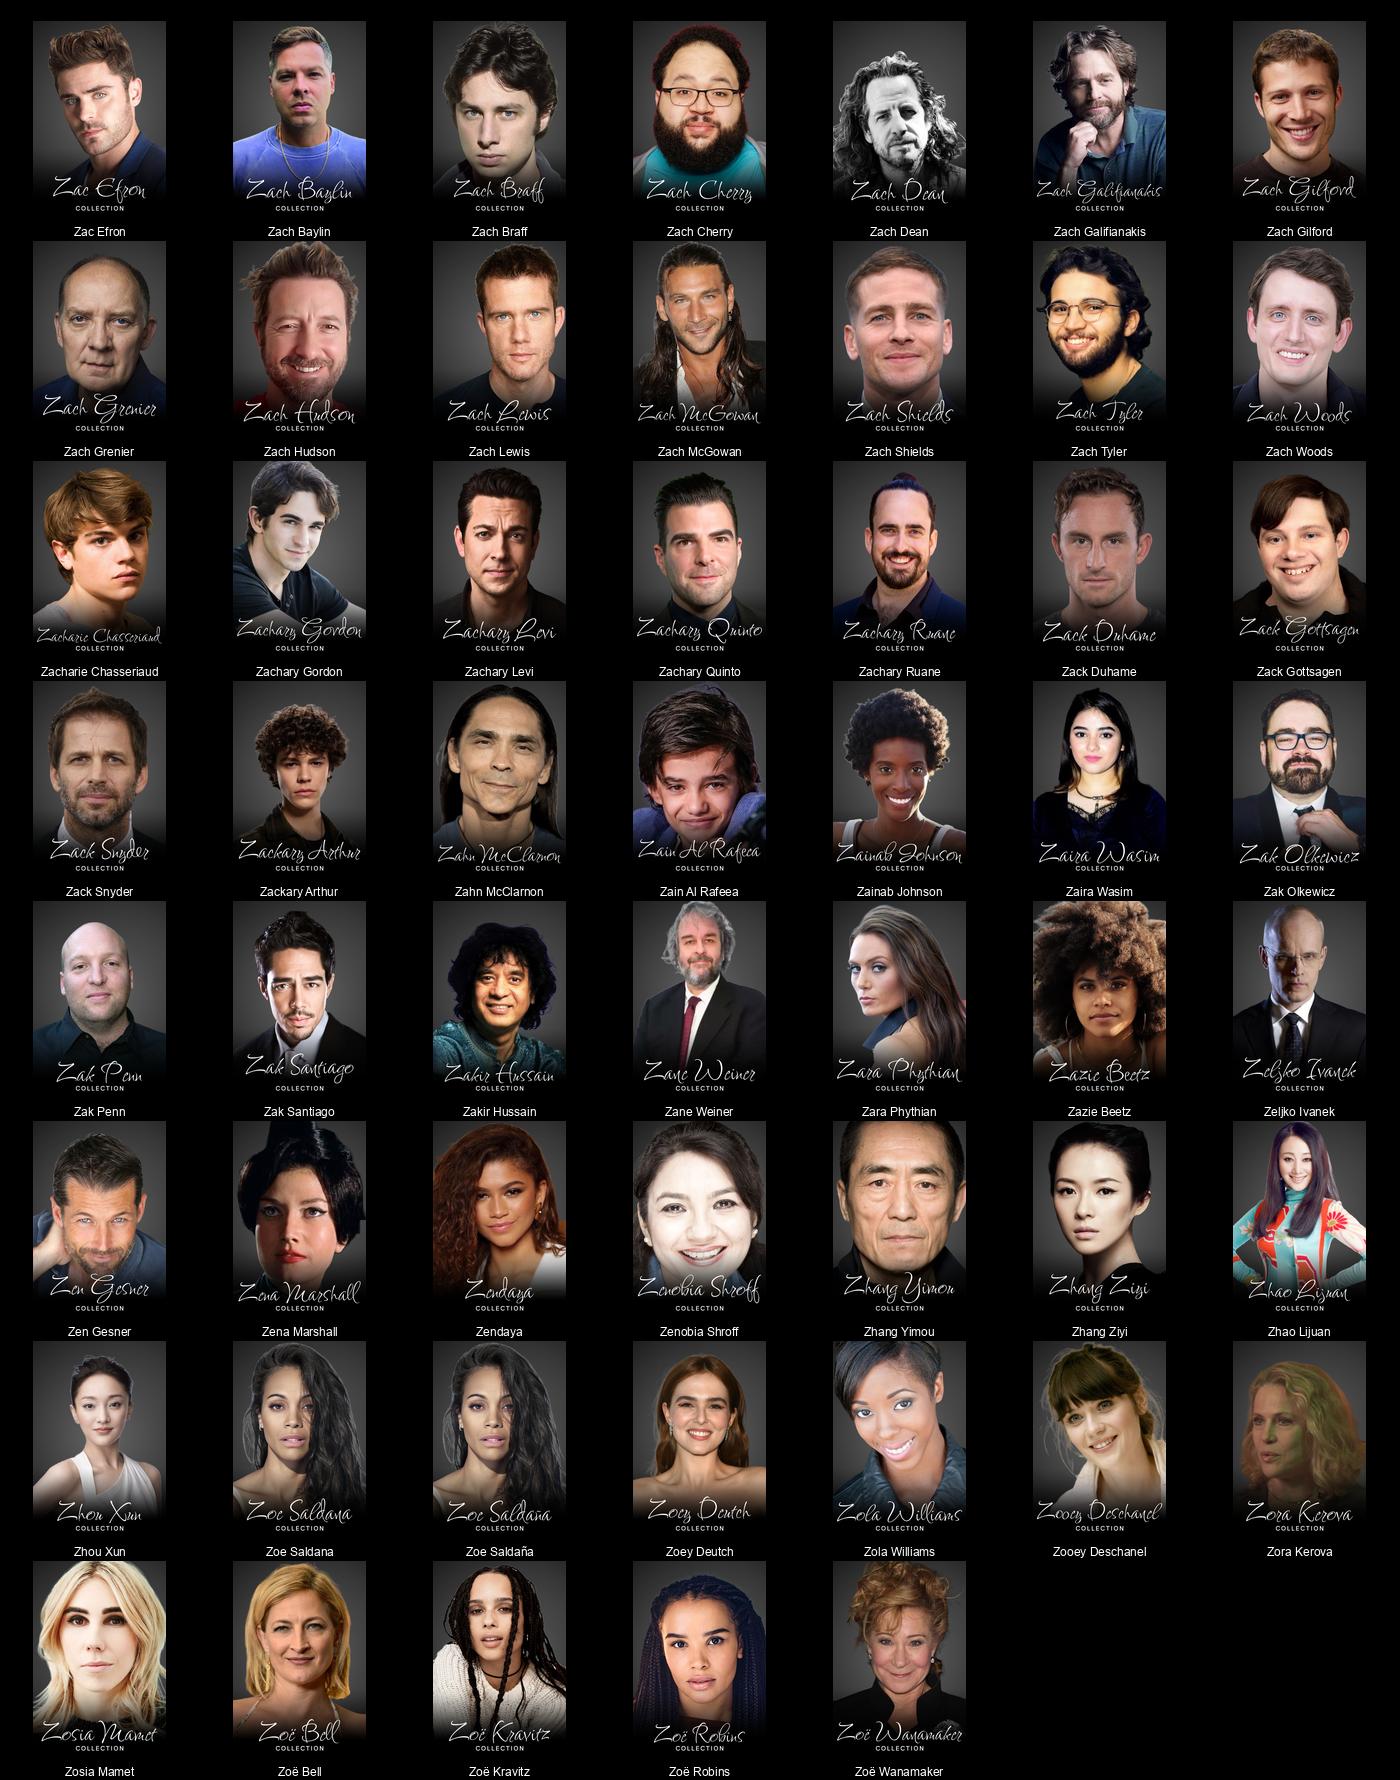 Zac Efron
COLLECTION
Zac Efron
Zach Baylin
COLLECTION
Zach Baylin
Zach Braff
COLLECTION
Zach Braff
Zach Cherry
COLLECTION
Zach Cherry
Zach Dean
COLLECTION
Zach Dean
Zach Galifianakis
COLLECTION
Zach Galifianakis
Zach Gilford
COLLECTION
Zach Gilford
Zach Grenier
COLLECTION
Zach Grenier
Zach Hudson
COLLECTION
Zach Hudson
Zach Lewis
COLLECTION
Zach Lewis
Zach McGowan
COLLECTION
Zach McGowan
Zach Shields
COLLECTION
Zach Shields
Zach Tyler
COLLECTION
Zach Tyler
Zach Woods
COLLECTION
Zach Woods
Zacharie Chasseriaud
COLLECTION
Zacharie Chasseriaud
Zachary Gordon
COLLECTION
Zachary Gordon
Zachary Levi
COLLECTION
Zachary Levi
Zachary Quinto
COLLECTION
Zachary Quinto
Zachary Ruane
COLLECTION
Zachary Ruane
Zack Duhame
COLLECTION
Zack Duhame
Zack Gottsagen
COLLECTION
Zack Gottsagen
Zack Snyder
COLLECTION
Zack Snyder
Zackary Arthur
COLLECTION
Zackary Arthur
Zahn McClarnon
COLLECTION
Zahn McClarnon
Zain Al Rafeea
COLLECTION
Zain Al Rafeea
Zainab Johnson
COLLECTION
Zainab Johnson
Zaira Wasim
COLLECTION
Zaira Wasim
Zak Olkewicz
COLLECTION
Zak Olkewicz
Zak Penn
COLLECTION
Zak Penn
Zak Santiago
COLLECTION
Zak Santiago
Zakir Hussain
COLLECTION
Zakir Hussain
Zane Weiner
COLLECTION
Zane Weiner
Zara Phythian
COLLECTION
Zara Phythian
Zazie Beetz
COLLECTION
Zazie Beetz
Zeljko Ivanek
COLLECTION
Zeljko Ivanek
Zen Gesner
COLLECTION
Zen Gesner
Zena Marshall
COLLECTION
Zena Marshall
Zendaya
COLLECTION
Zendaya
Zenobia Shroff
COLLECTION
Zenobia Shroff
Zhang Yimou
COLLECTION
Zhang Yimou
Zhang Ziyi
COLLECTION
Zhang Ziyi
Zhao Lijuan
COLLECTION
Zhao Lijuan
Zhou Xun
COLLECTION
Zhou Xun
Zoe Saldana
COLLECTION
Zoe Saldana
Zoe Saldaña
COLLECTION
Zoe Saldaña
Zoey Deutch
COLLECTION
Zoey Deutch
Zola Williams
COLLECTION
Zola Williams
Zooey Deschanel
COLLECTION
Zooey Deschanel
Zora Kerova
COLLECTION
Zora Kerova
Zosia Mamet
COLLECTION
Zosia Mamet
Zoë Bell
COLLECTION
Zoë Bell
Zoë Kravitz
COLLECTION
Zoë Kravitz
Zoë Robins
COLLECTION
Zoë Robins
Zoë Wanamaker
COLLECTION
Zoë Wanamaker